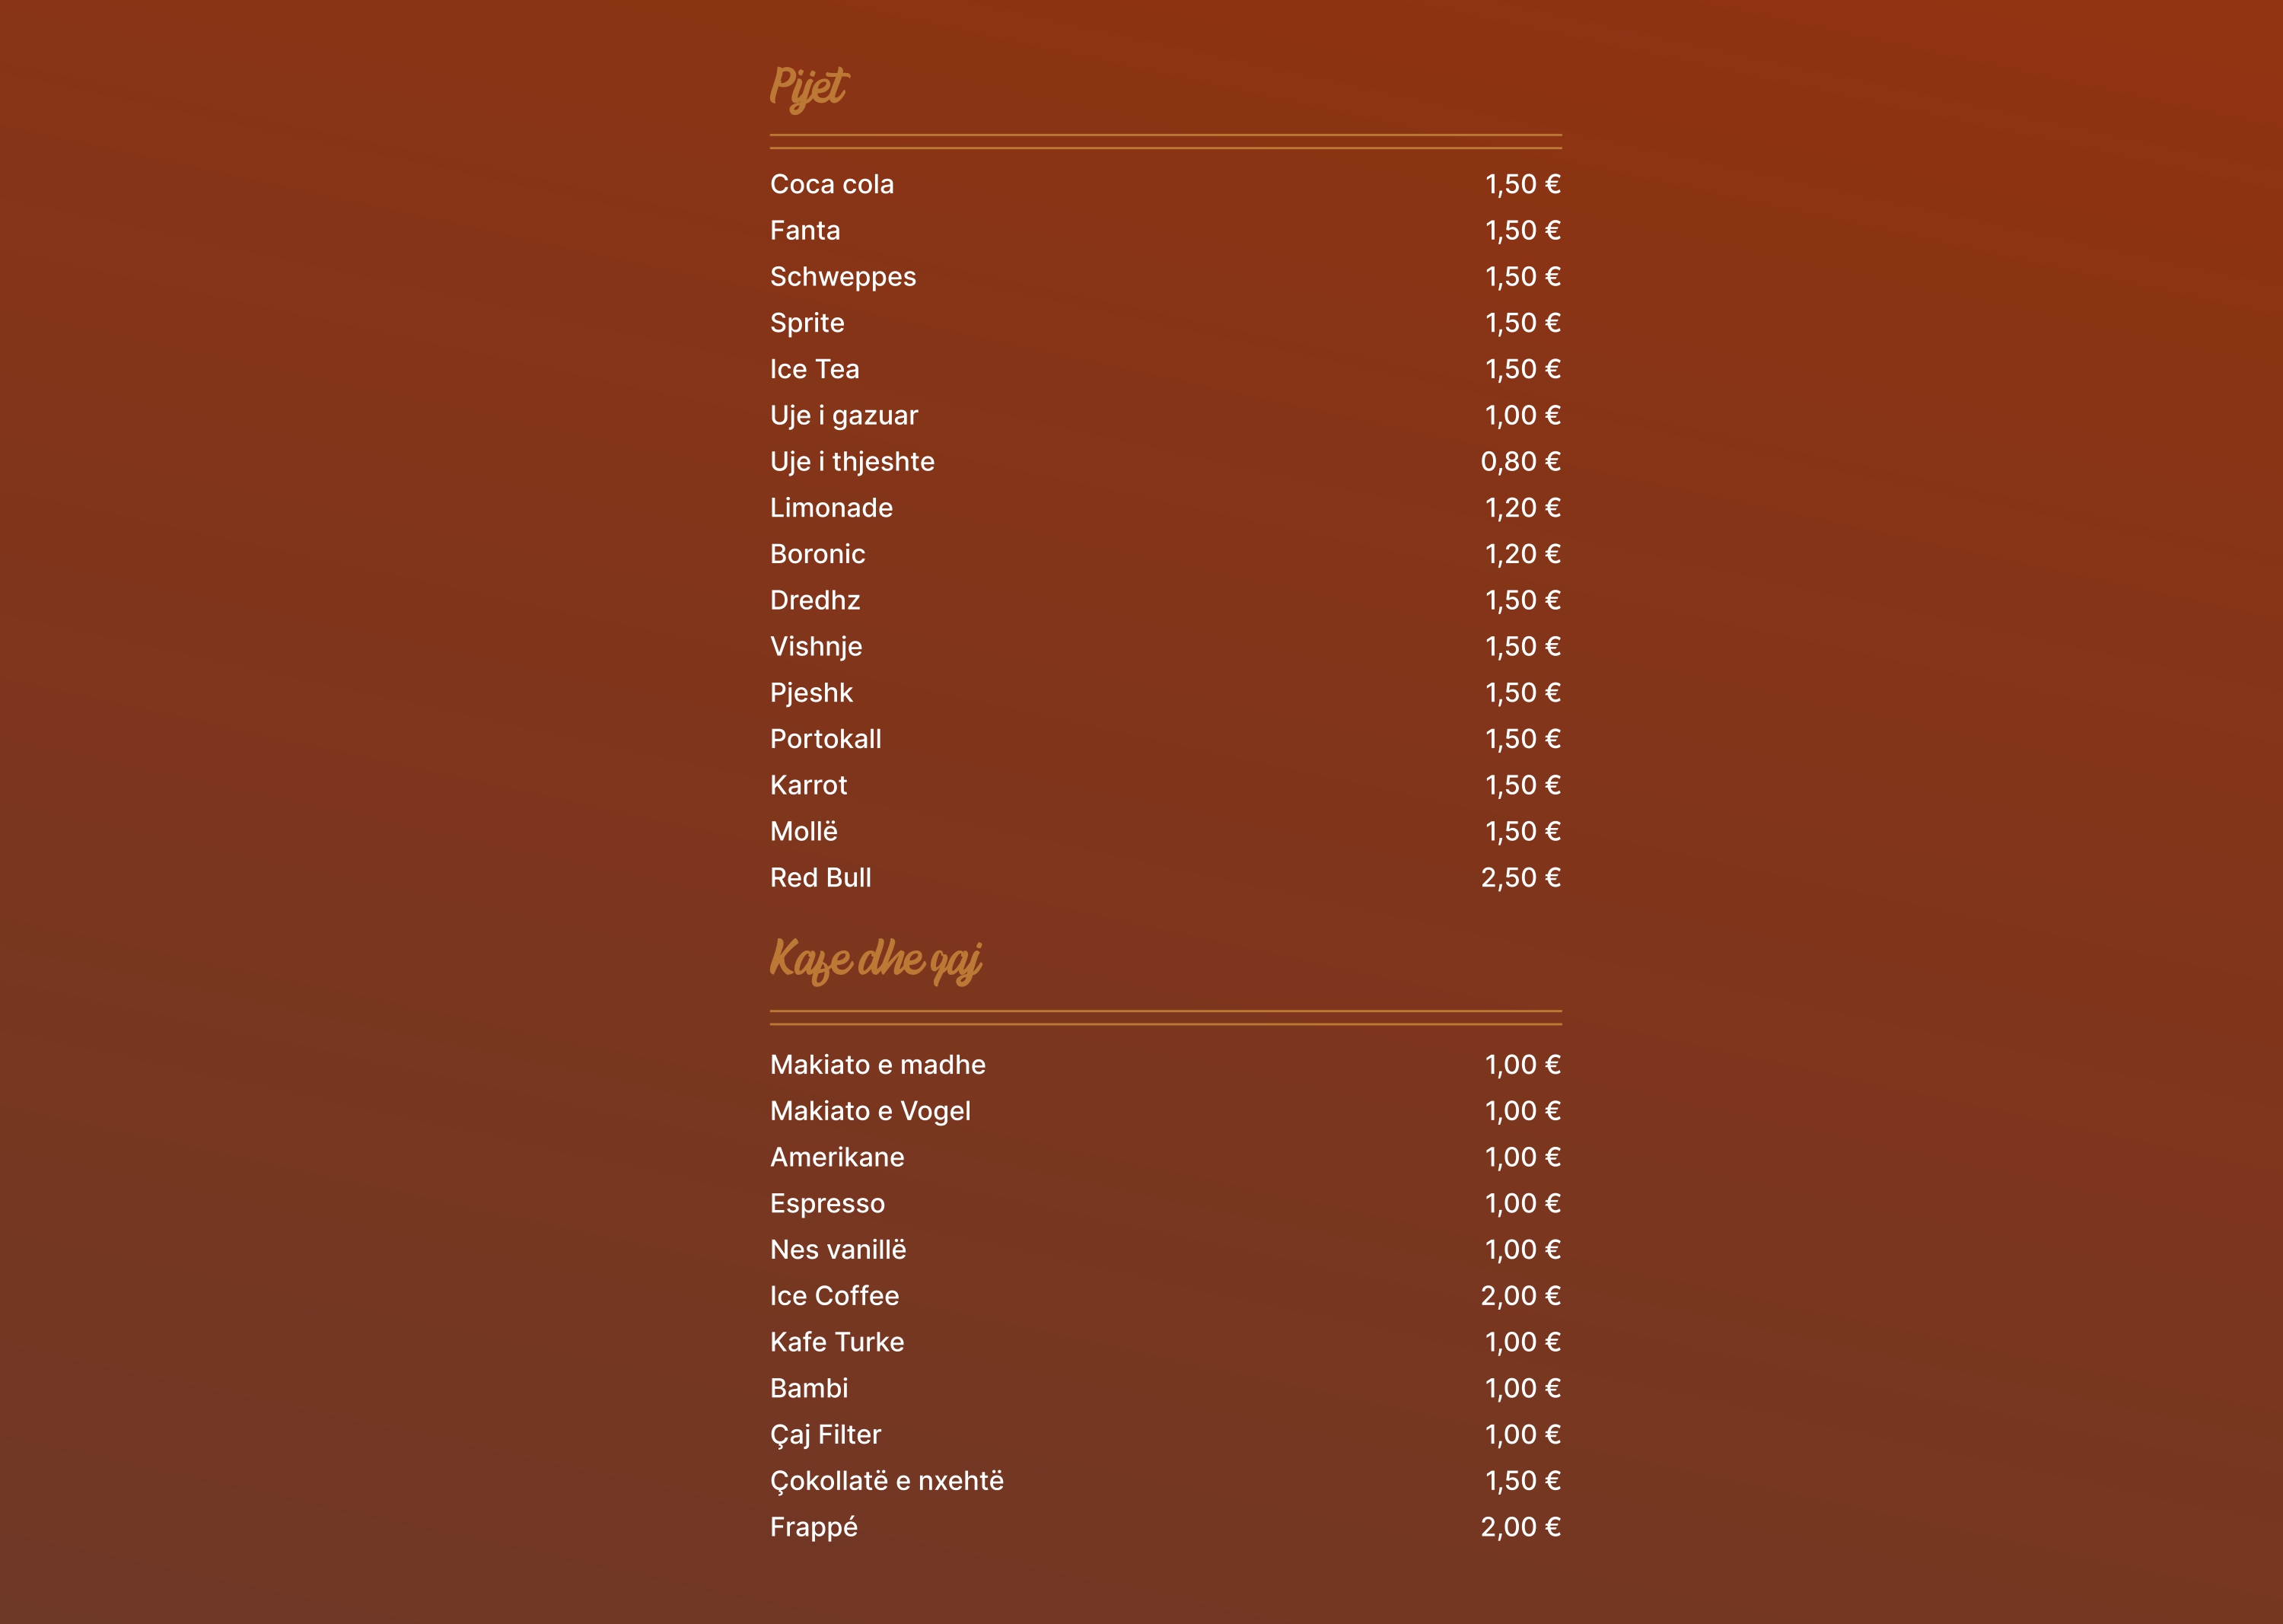 Pijet
Coca cola 1,50 €
Fanta 1,50 €
Schweppes 1,50 €
Sprite 1,50 €
Ice Tea 1,50 €
Uje i gazuar 1,00 €
Uje i thjeshte 0,80 €
Limonade 1,20 €
Boronic 1,20 €
Dredhz 1,50 €
Vishnje 1,50 €
Pjeshk 1,50 €
Portokall 1,50 €
Karrot 1,50 €
Mollë 1,50 €
Red Bull 2,50 €
Kafe dhe qaj
Makiato e madhe 1,00 €
Makiato e Vogel 1,00 €
Amerikane 1,00 €
Espresso 1,00 €
Nes vanillë 1,00 €
Ice Coffee 2,00 €
Kafe Turke 1,00 €
Bambi 1,00 €
Çaj Filter 1,00 €
Çokollatë e nxehtë 1,50 €
Frappé 2,00 €